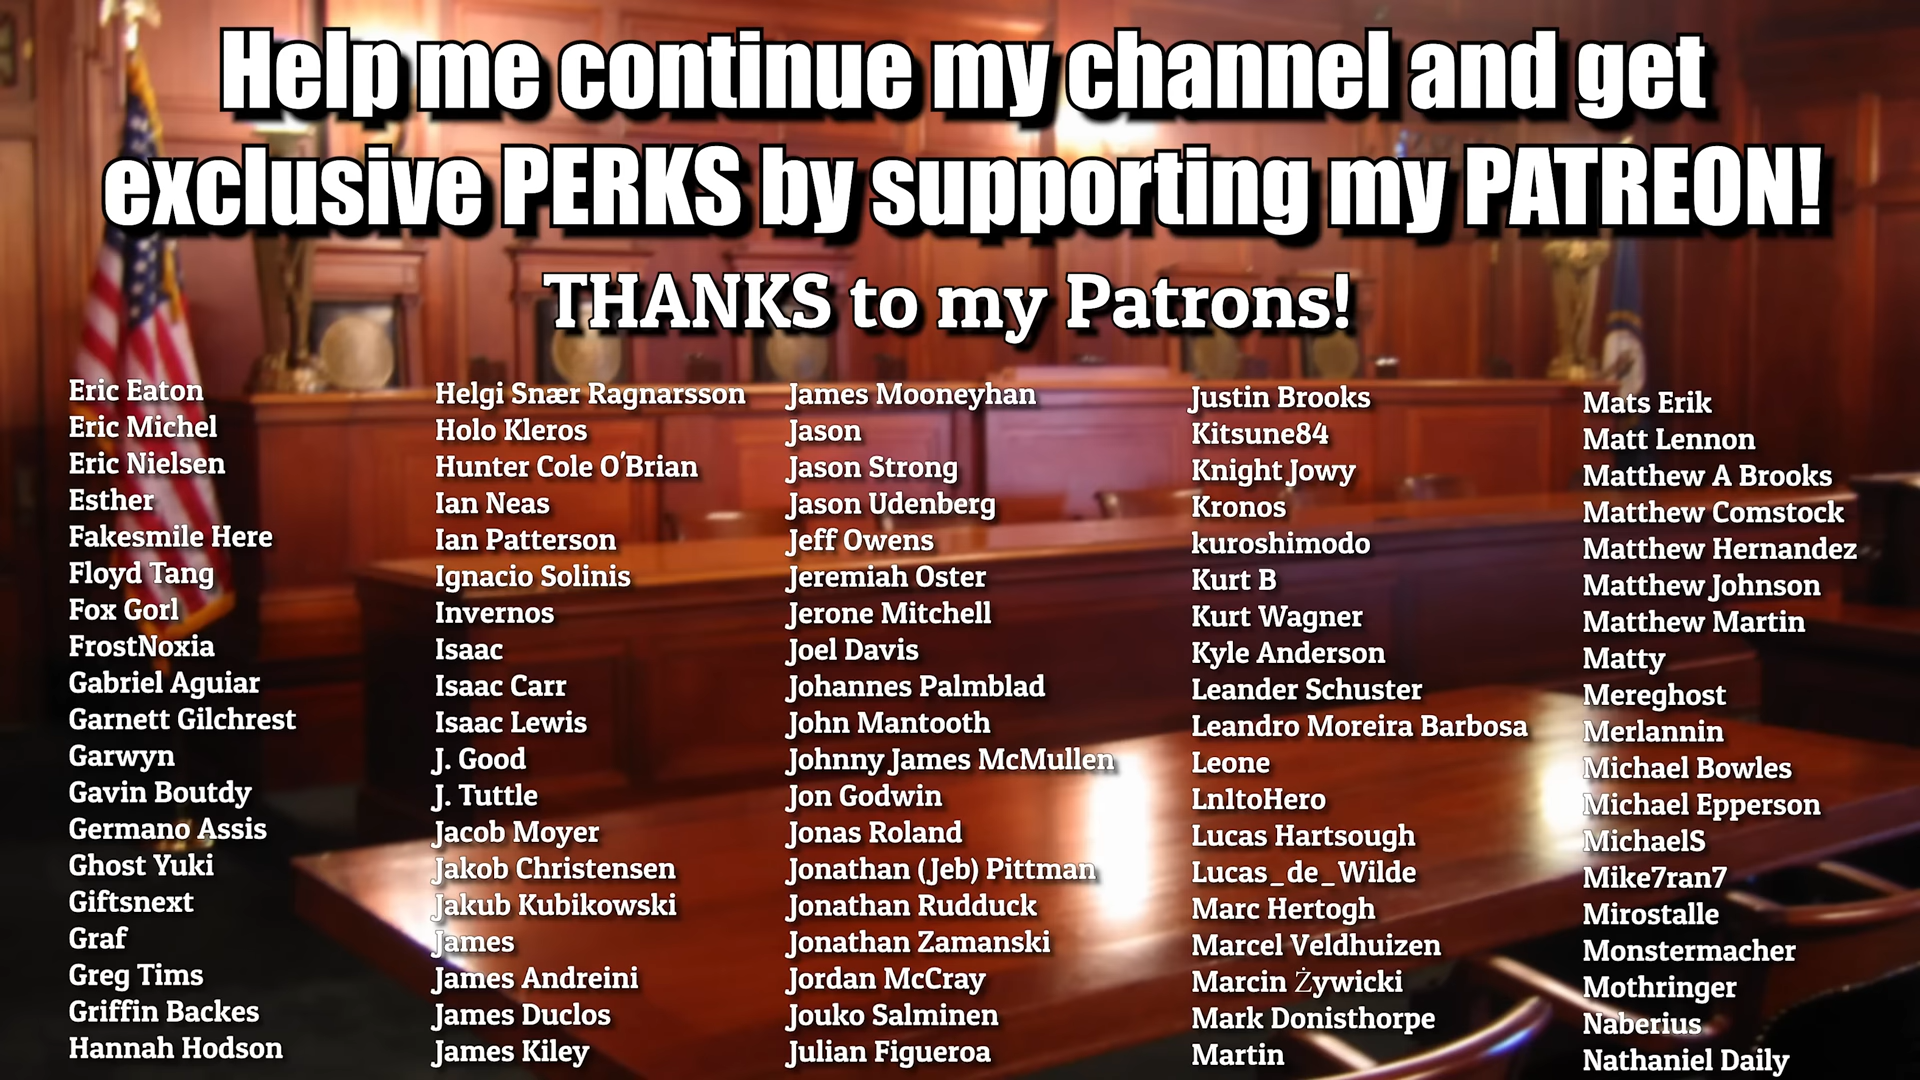 Help me continue my channel and get
exclusive PERKS by supporting my PATREON!
THANKS to my Patrons!
Eric Eaton
Eric Michel
Eric Nielsen
Esther
Fakesmile Here
Floyd Tang
Fox Gorl
FrostNoxia
Gabriel Aguiar
Garnett Gilchrest
Garwyn
Gavin Boutdy
Germano Assis
Ghost Yuki
Giftsnext
Graf
Greg Tims
Griffin Backes
Hannah Hodson
Helgi Snær Ragnarsson
Holo Kleros
Hunter Cole O'Brian
Ian Neas
Ian Patterson
Ignacio Solinis
Invernos
Isaac
Isaac Carr
Isaac Lewis
J. Good
J. Tuttle
Jacob Moyer
Jakob Christensen
Jakub Kubikowski
James
James Andreini
James Duclos
James Kiley
James Mooneyhan
Jason
Jason Strong
Jason Udenberg
Jeff Owens
Jeremiah Oster
Jerone Mitchell
Joel Davis
Johannes Palmblad
John Mantooth
Johnny James McMullen
Jon Godwin
Jonas Roland
Jonathan (Jeb) Pittman
Jonathan Rudduck
Jonathan Zamanski
Jordan McCray
Jouko Salminen
Julian Figueroa
Justin Brooks
Kitsune84
Knight Jowy
Kronos
kuroshimodo
Kurt B
Kurt Wagner
Kyle Anderson
Leander Schuster
Leandro Moreira Barbosa
Leone
Ln1toHero
Lucas Hartsough
Lucas_de_Wilde
Marc Hertogh
Marcel Veldhuizen
Marcin Żywicki
Mark Donisthorpe
Martin
Mats Erik
Matt Lennon
Matthew A Brooks
Matthew Comstock
Matthew Hernandez
Matthew Johnson
Matthew Martin
Matty
Mereghost
Merlannin
Michael Bowles
Michael Epperson
MichaelS
Mike7ran7
Mirostalle
Monstermacher
Mothringer
Naberius
Nathaniel Daily